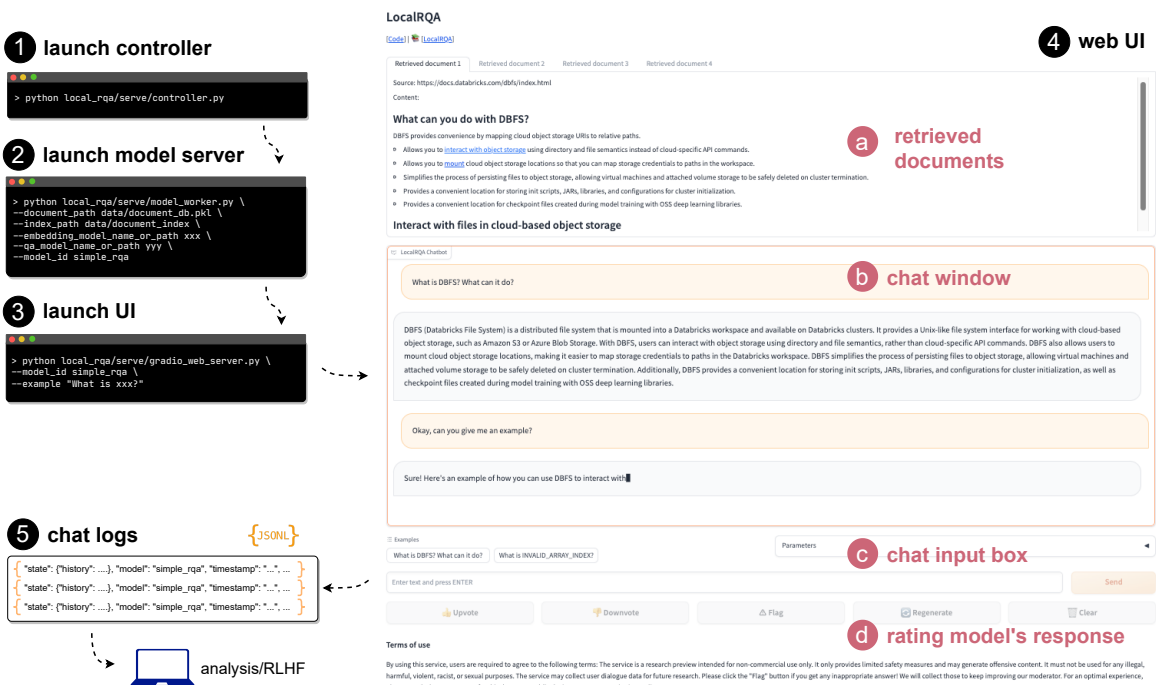 1 launch controller
> python local_rqa/serve/controller.py
2 launch model server
> python local_rqa/serve/model_worker.py \
--document_path data/document_db.pkl \
--index_path data/document_index \
--embedding_model_name_or_path xxx \
--qa_model_name_or_path yyy \
--model_id simple_rqa
3 launch UI
> python local_rqa/serve/gradio_web_server.py \
--model_id simple_rqa \
--example "What is xxx?"
5 chat logs
{JSONL}
{ "state": {"history": ....}, "model": "simple_rqa", "timestamp": "...", ... }
{ "state": {"history": ....}, "model": "simple_rqa", "timestamp": "...", ... }
{ "state": {"history": ....}, "model": "simple_rqa", "timestamp": "...", ... }
analysis/RLHF
4 web UI
LocalRQA
[Code] | [LocalRQA]
Retrieved document 1 Retrieved document 2 Retrieved document 3 Retrieved document 4
Source: https://docs.databricks.com/dbfs/index.html
Content:
What can you do with DBFS?
DBFS provides convenience by mapping cloud object storage URIs to relative paths.
Allows you to interact with object storage using directory and file semantics instead of cloud-specific API commands.
Allows you to mount cloud object storage locations so that you can map storage credentials to paths in the workspace.
Simplifies the process of persisting files to object storage, allowing virtual machines and attached volume storage to be safely deleted on cluster termination.
Provides a convenient location for storing init scripts, JARs, libraries, and configurations for cluster initialization.
Provides a convenient location for checkpoint files created during model training with OSS deep learning libraries.
Interact with files in cloud-based object storage
a retrieved
documents
LocalRQA Chatbot
b chat window
What is DBFS? What can it do?
DBFS (Databricks File System) is a distributed file system that is mounted into a Databricks workspace and available on Databricks clusters. It provides a Unix-like file system interface for working with cloud-based
object storage, such as Amazon S3 or Azure Blob Storage. With DBFS, users can interact with object storage using directory and file semantics, rather than cloud-specific API commands. DBFS also allows users to
mount cloud object storage locations, making it easier to map storage credentials to paths in the Databricks workspace. DBFS simplifies the process of persisting files to object storage, allowing virtual machines and
attached volume storage to be safely deleted on cluster termination. Additionally, DBFS provides a convenient location for storing init scripts, JARs, libraries, and configurations for cluster initialization, as well as
checkpoint files created during model training with OSS deep learning libraries.
Okay, can you give me an example?
Sure! Here's an example of how you can use DBFS to interact with
Examples
What is DBFS? What can it do? What is INVALID_ARRAY_INDEX?
Parameters
c chat input box
Enter text and press ENTER
Send
Upvote Downvote Flag Regenerate Clear
d rating model's response
Terms of use
By using this service, users are required to agree to the following terms: The service is a research preview intended for non-commercial use only. It only provides limited safety measures and may generate offensive content. It must not be used for any illegal,
harmful, violent, racist, or sexual purposes. The service may collect user dialogue data for future research. Please click the "Flag" button if you get any inappropriate answer! We will collect those to keep improving our moderator. For an optimal experience,